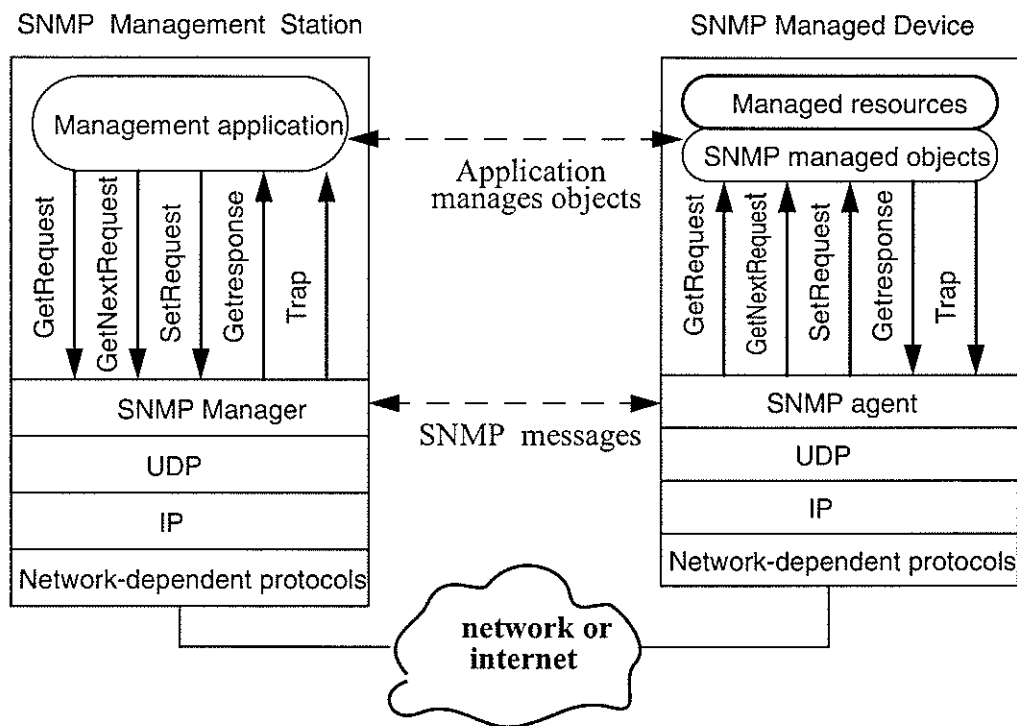 SNMP Management Station
SNMP Managed Device
Management application
Managed resources
SNMP managed objects
Application
manages objects
GetRequest
GetNextRequest
SetRequest
Getresponse
Trap
GetRequest
GetNextRequest
SetRequest
Getresponse
Trap
SNMP Manager
SNMP agent
SNMP messages
UDP
UDP
IP
IP
Network-dependent protocols
Network-dependent protocols
network or
internet